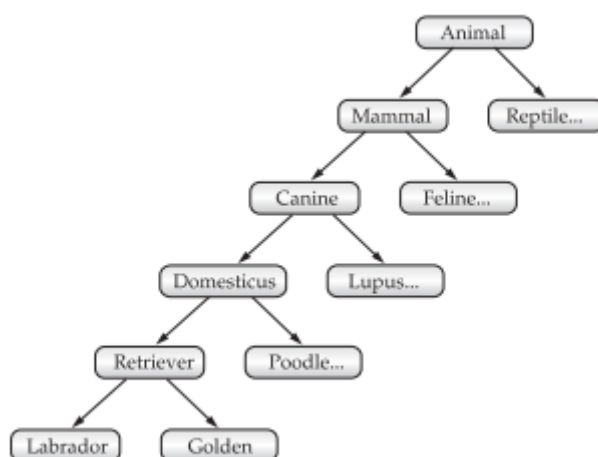 Animal
Mammal
Reptile...
Canine
Feline...
Domesticus
Lupus...
Retriever
Poodle...
Labrador
Golden